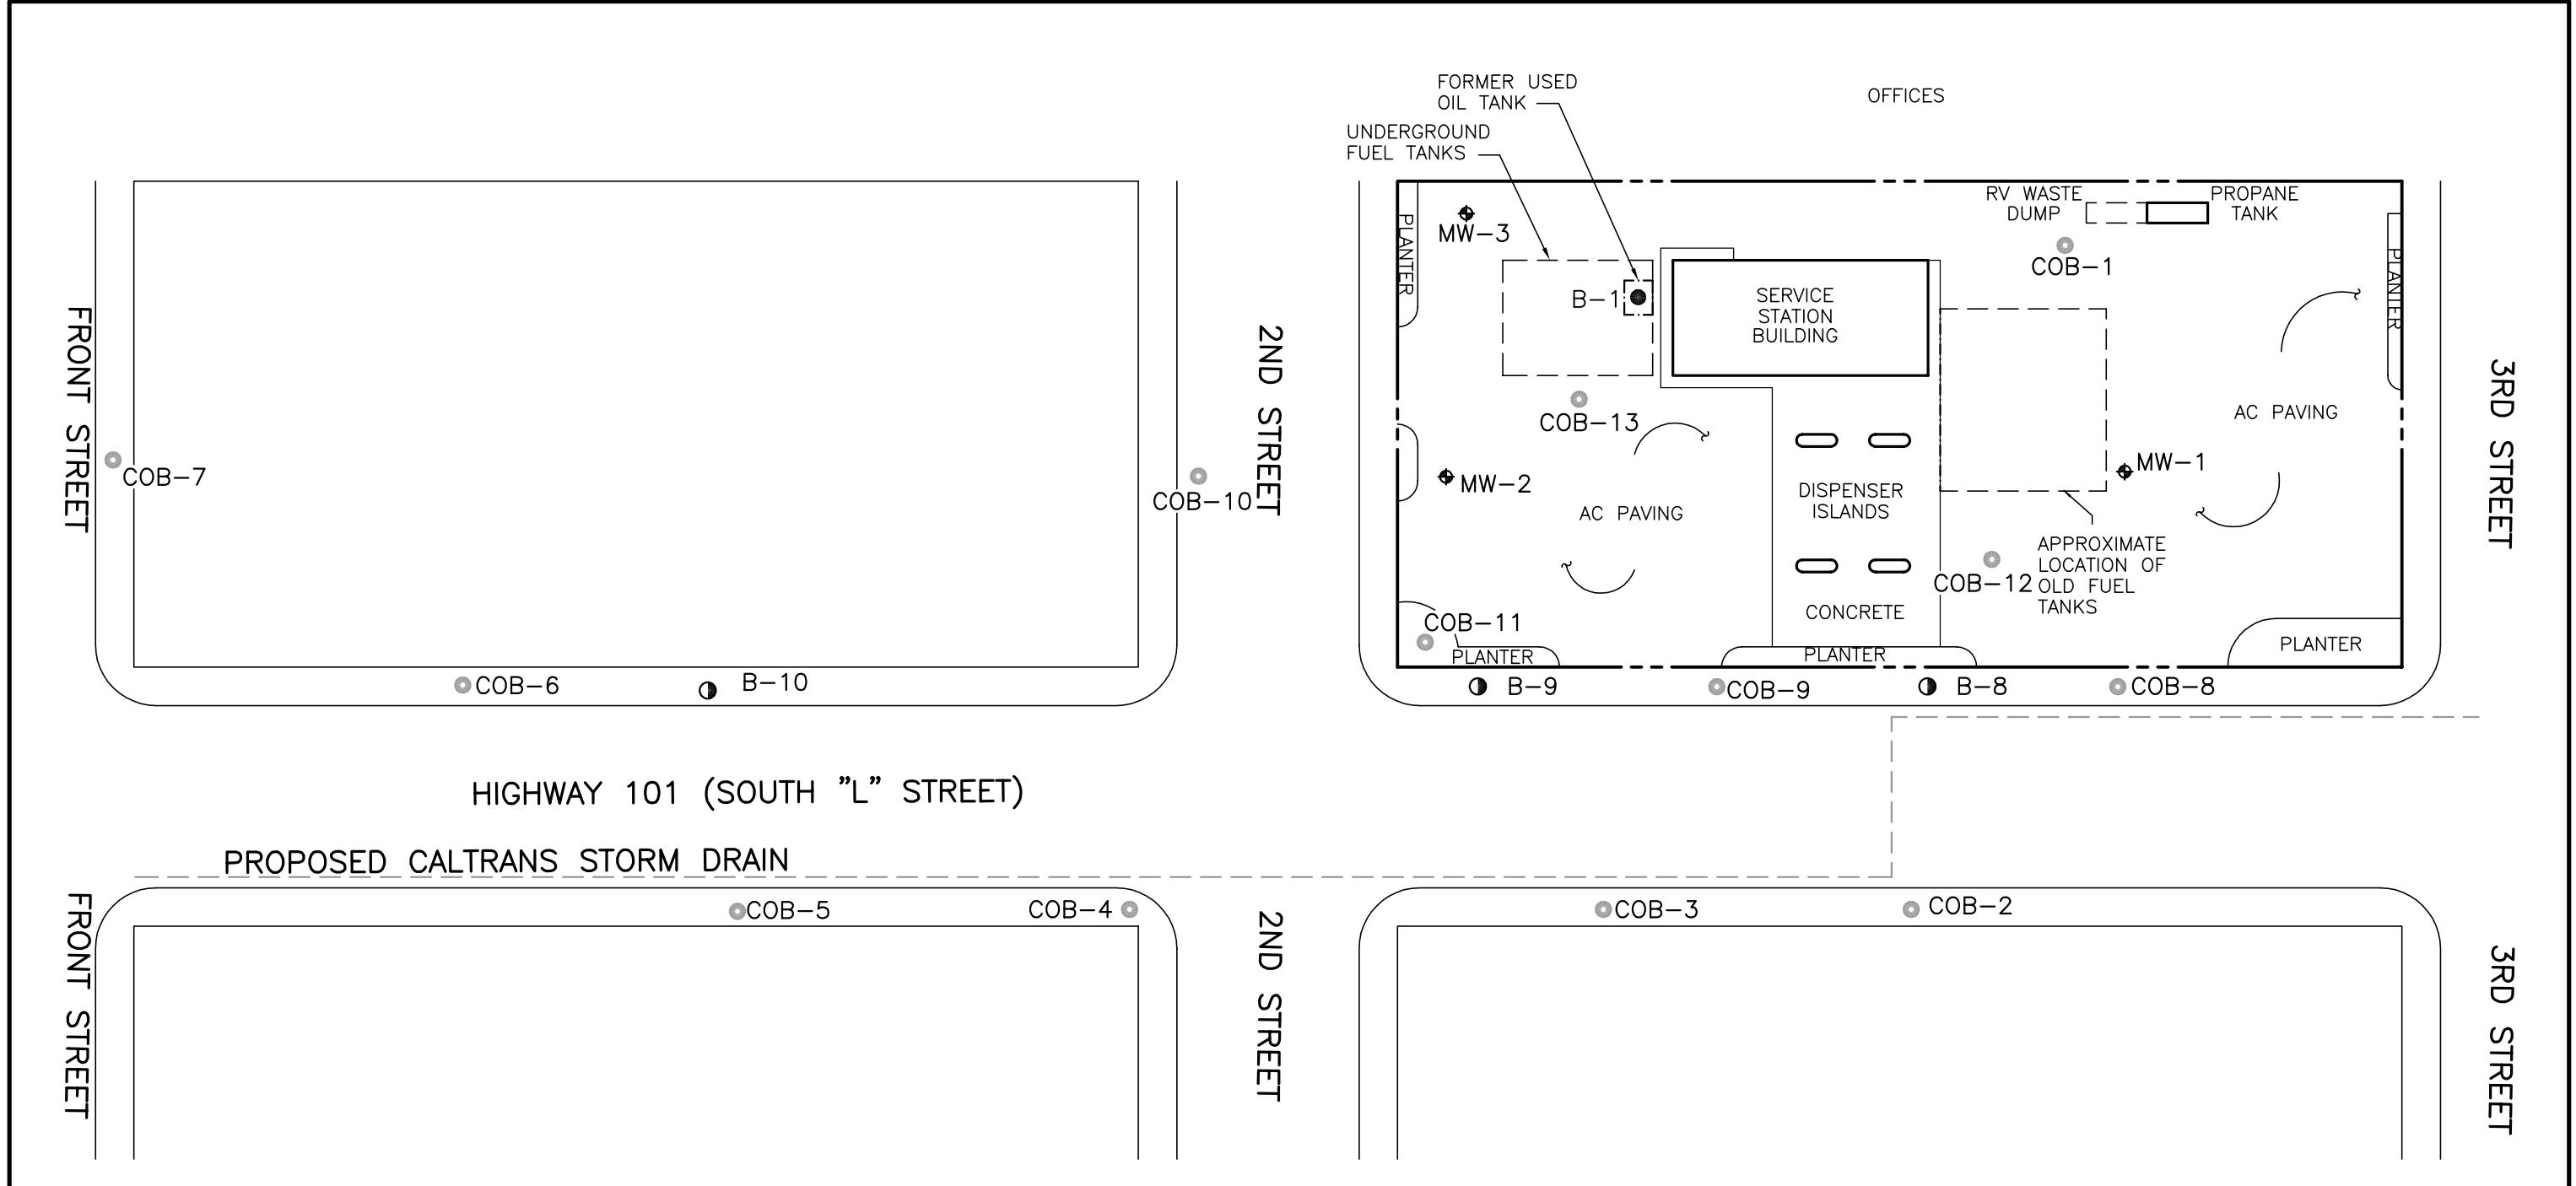 FORMER USED
OIL TANK
OFFICES
UNDERGROUND
FUEL TANKS
RV WASTE
DUMP
PROPANE
TANK
PLANTER
MW-3
COB-1
PLANTER
B-1
SERVICE
STATION
BUILDING
FRONT STREET
2ND STREET
3RD STREET
COB-13
AC PAVING
COB-7
COB-10
MW-2
MW-1
DISPENSER
ISLANDS
AC PAVING
APPROXIMATE
LOCATION OF
OLD FUEL
TANKS
COB-12
CONCRETE
COB-11
PLANTER
PLANTER
PLANTER
COB-6
B-10
B-9
COB-9
B-8
COB-8
HIGHWAY 101 (SOUTH "L" STREET)
PROPOSED CALTRANS STORM DRAIN
FRONT STREET
COB-5
COB-4
2ND STREET
COB-3
COB-2
3RD STREET